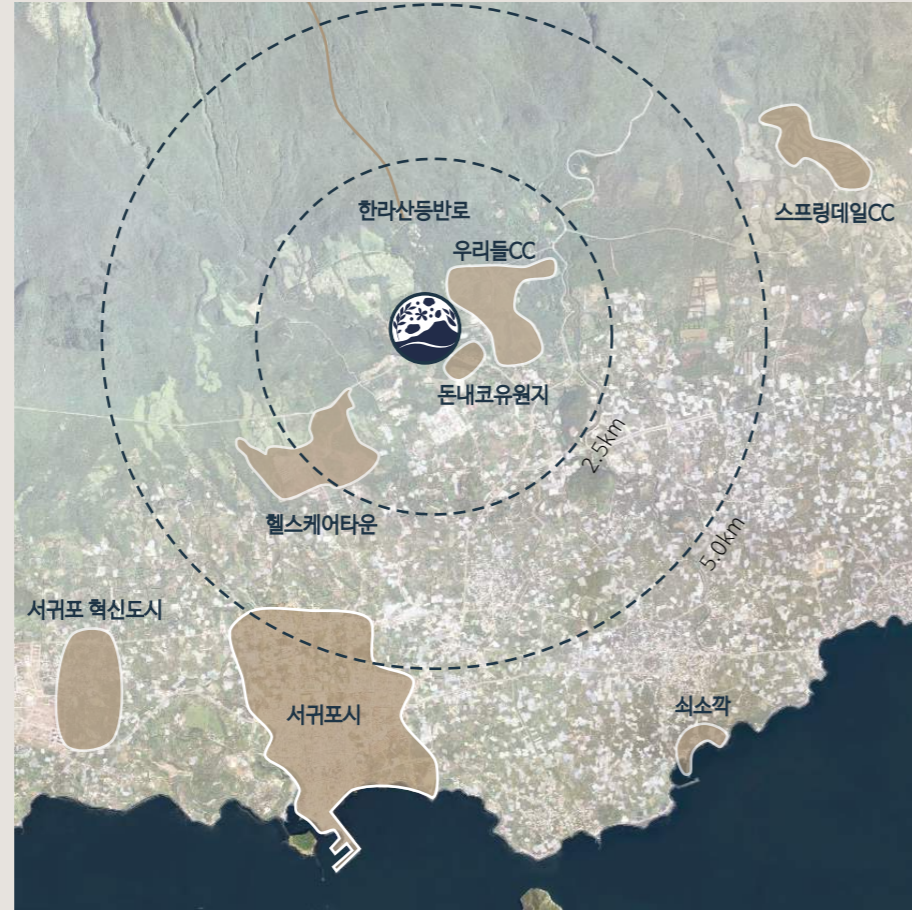 한라산등반로
스프링데일CC
우리들CC
돈내코유원지
2.5km
헬스케어타운
5.0km
서귀포 혁신도시
쇠소깍
서귀포시